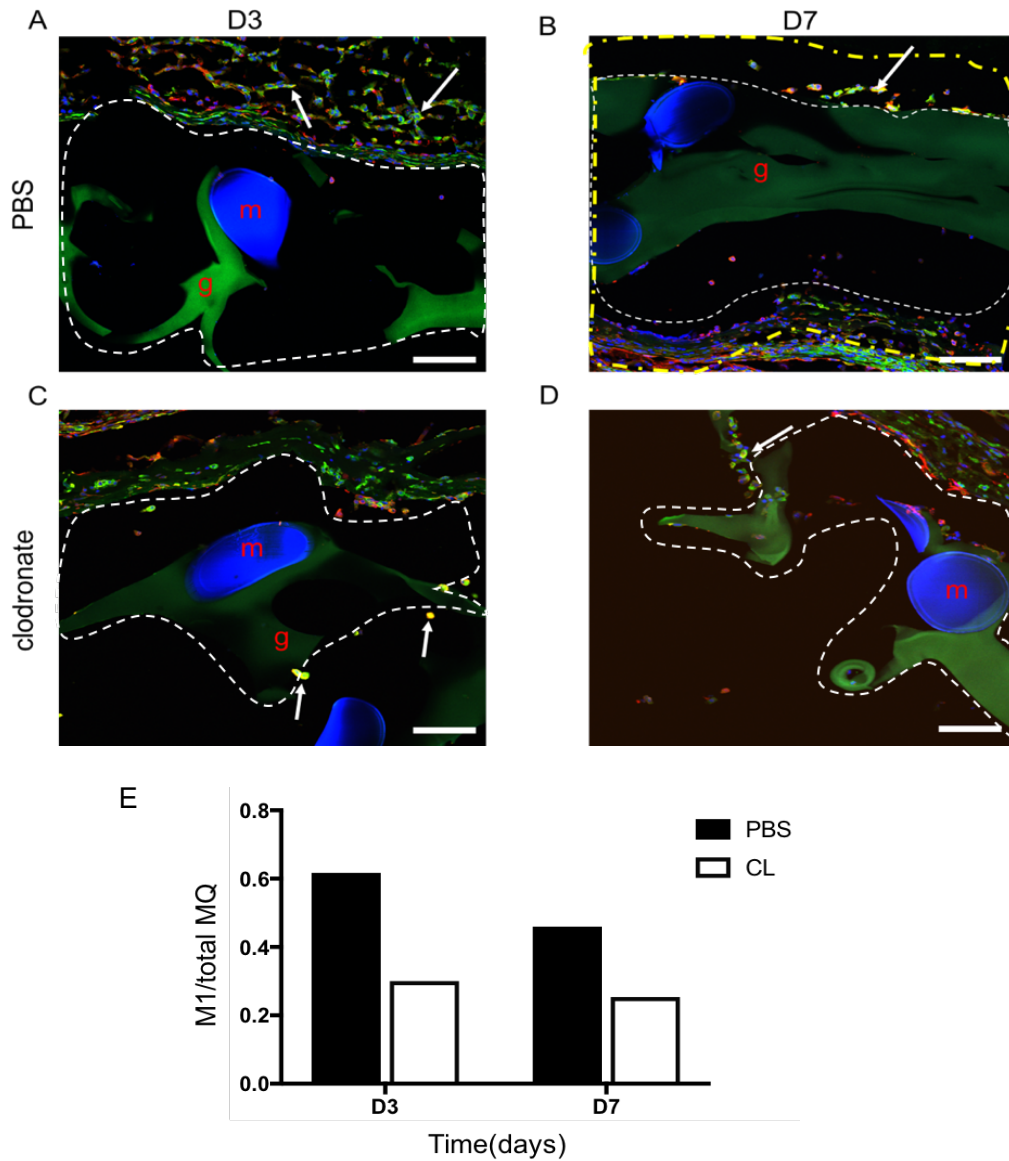 A
D3
B
D7
PBS
m
g
g
C
D
clodronate
m
g
m
E
0.8
0.6
0.4
0.2
0.0
M1/total MQ
PBS
CL
D3
D7
Time(days)